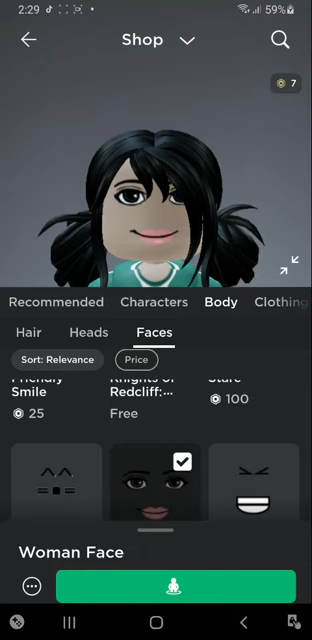 2:29
59%
Shop
7
Recommended Characters Body Clothing
Hair Heads Faces
Sort: Relevance Price
Friendly Smile
25
Knights of Redcliff:...
Free
Stare
100
Woman Face